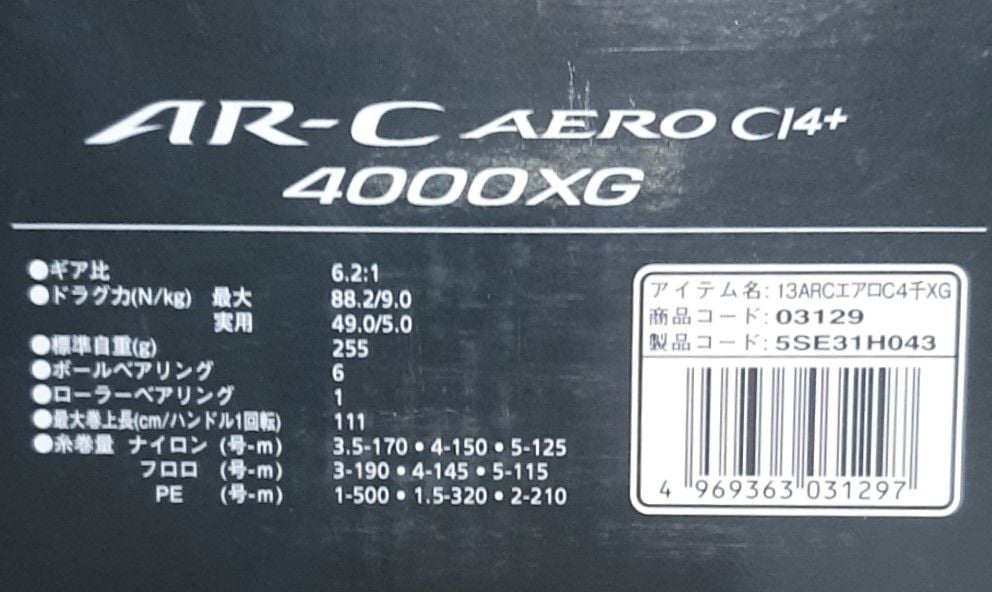 AR-C AERO CI4+
4000XG
●ギア比 6.2:1
●ドラグ力(N/kg) 最大 88.2/9.0
実用 49.0/5.0
●標準自重(g) 255
●ボールベアリング 6
●ローラーベアリング 1
●最大巻上長(cm/ハンドル1回転) 111
●糸巻量 ナイロン (号-m) 3.5-170・4-150・5-125
フロロ (号-m) 3-190・4-145・5-115
PE (号-m) 1-500・1.5-320・2-210
アイテム名: 13ARCエアロC4千XG
商品コード: 03129
製品コード: 5SE31H043
4 969363 031297